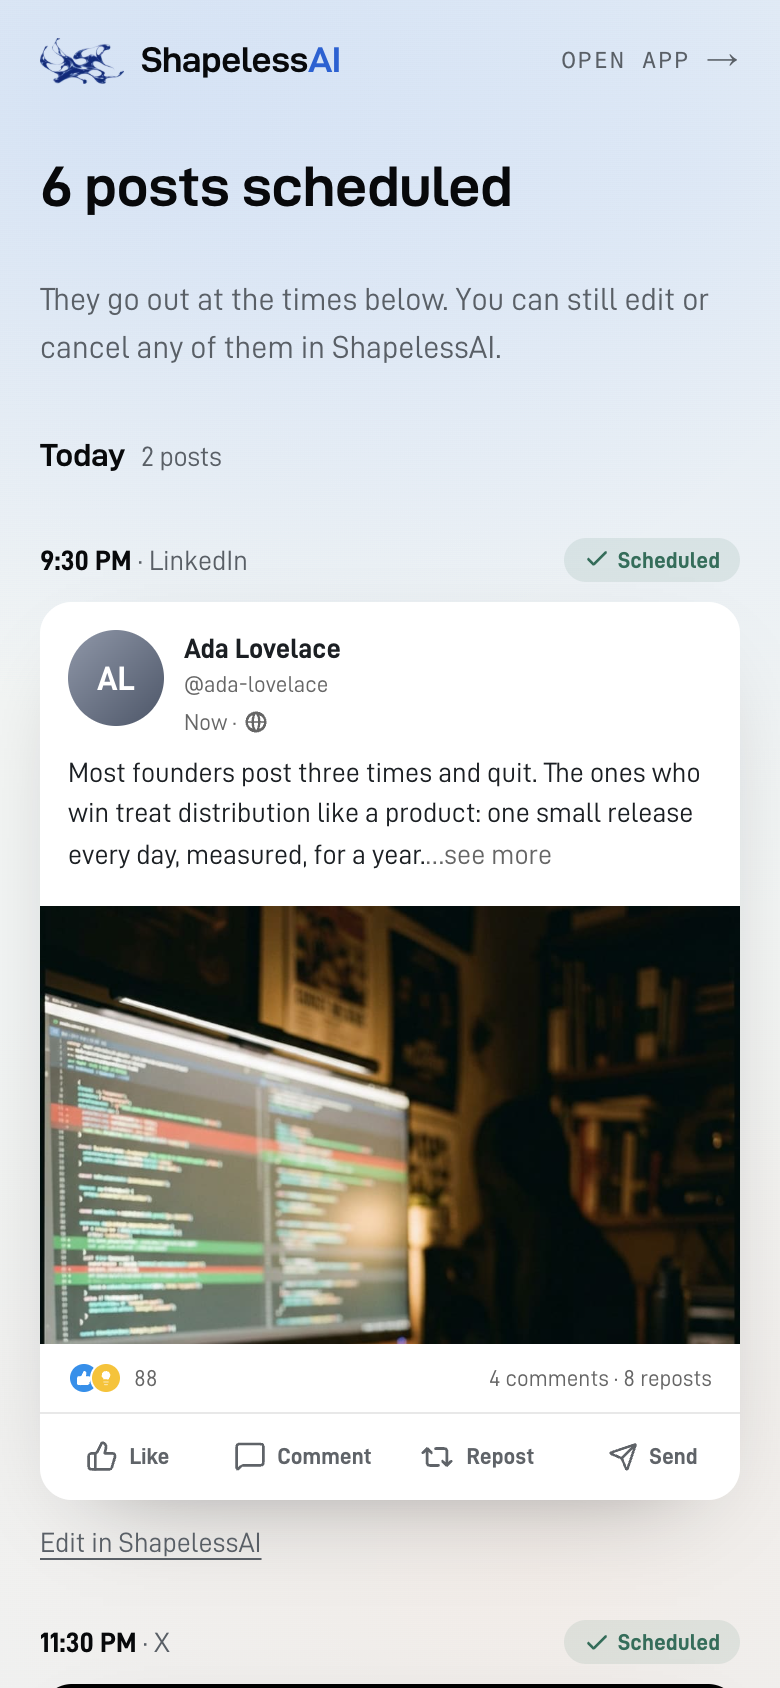 ShapelessAI
OPEN APP →
6 posts scheduled
They go out at the times below. You can still edit or
cancel any of them in ShapelessAI.
Today 2 posts
9:30 PM · LinkedIn
Scheduled
AL
Ada Lovelace
@ada-lovelace
Now ·
Most founders post three times and quit. The ones who
win treat distribution like a product: one small release
every day, measured, for a year....see more
88
4 comments · 8 reposts
Like
Comment
Repost
Send
Edit in ShapelessAI
11:30 PM · X
Scheduled